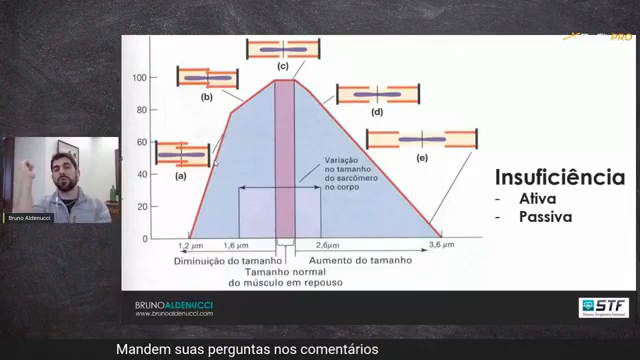 PRO
100
80
60
40
20
0
(a)
(b)
(c)
(d)
(e)
Variação
no tamanho
do sarcômero
no corpo
1,2 µm
1,6 µm
2,6µm
3,6 µm
Diminuição do tamanho
Aumento do tamanho
Tamanho normal
do músculo em repouso
Insuficiência
- Ativa
- Passiva
Bruno Aldenucci
BRUNOALDENUCCI
www.brunoaldenucci.com
STF
Mandem suas perguntas nos comentários